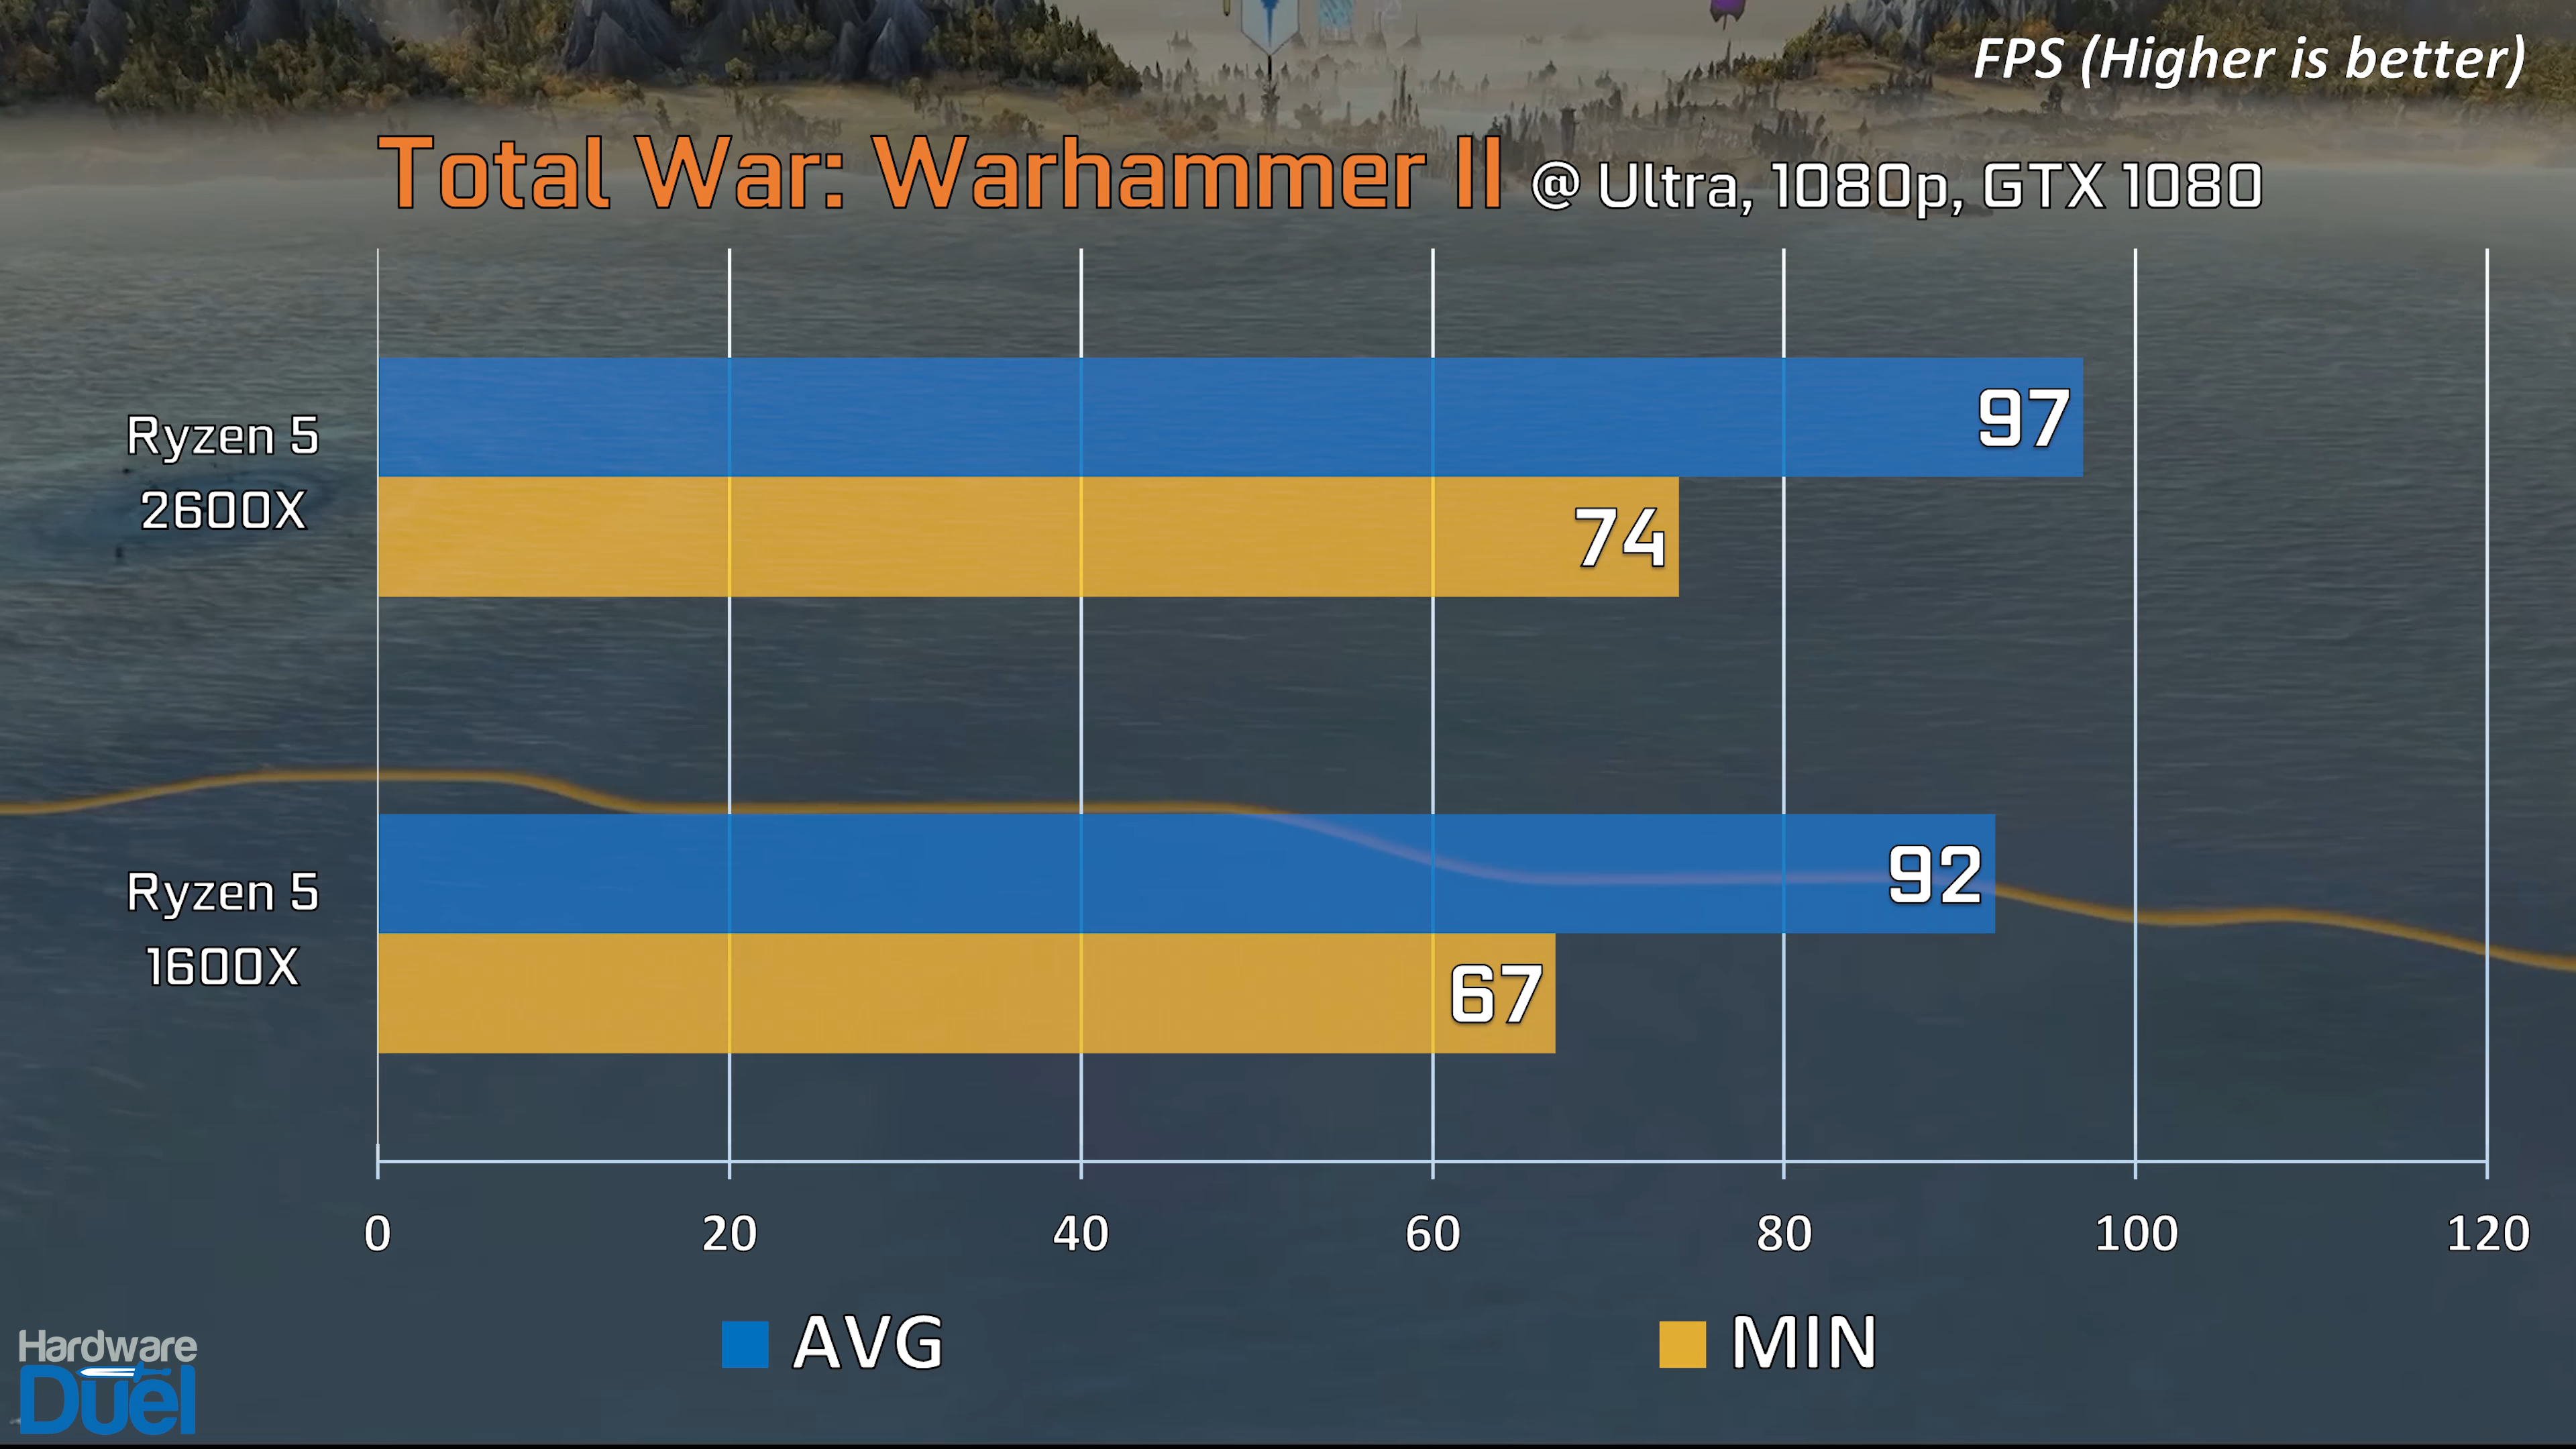 FPS (Higher is better)
Total War: Warhammer II @ Ultra, 1080p, GTX 1080
Ryzen 5
2600X
97
74
Ryzen 5
1600X
92
67
0 20 40 60 80 100 120
AVG MIN
Hardware
Duel